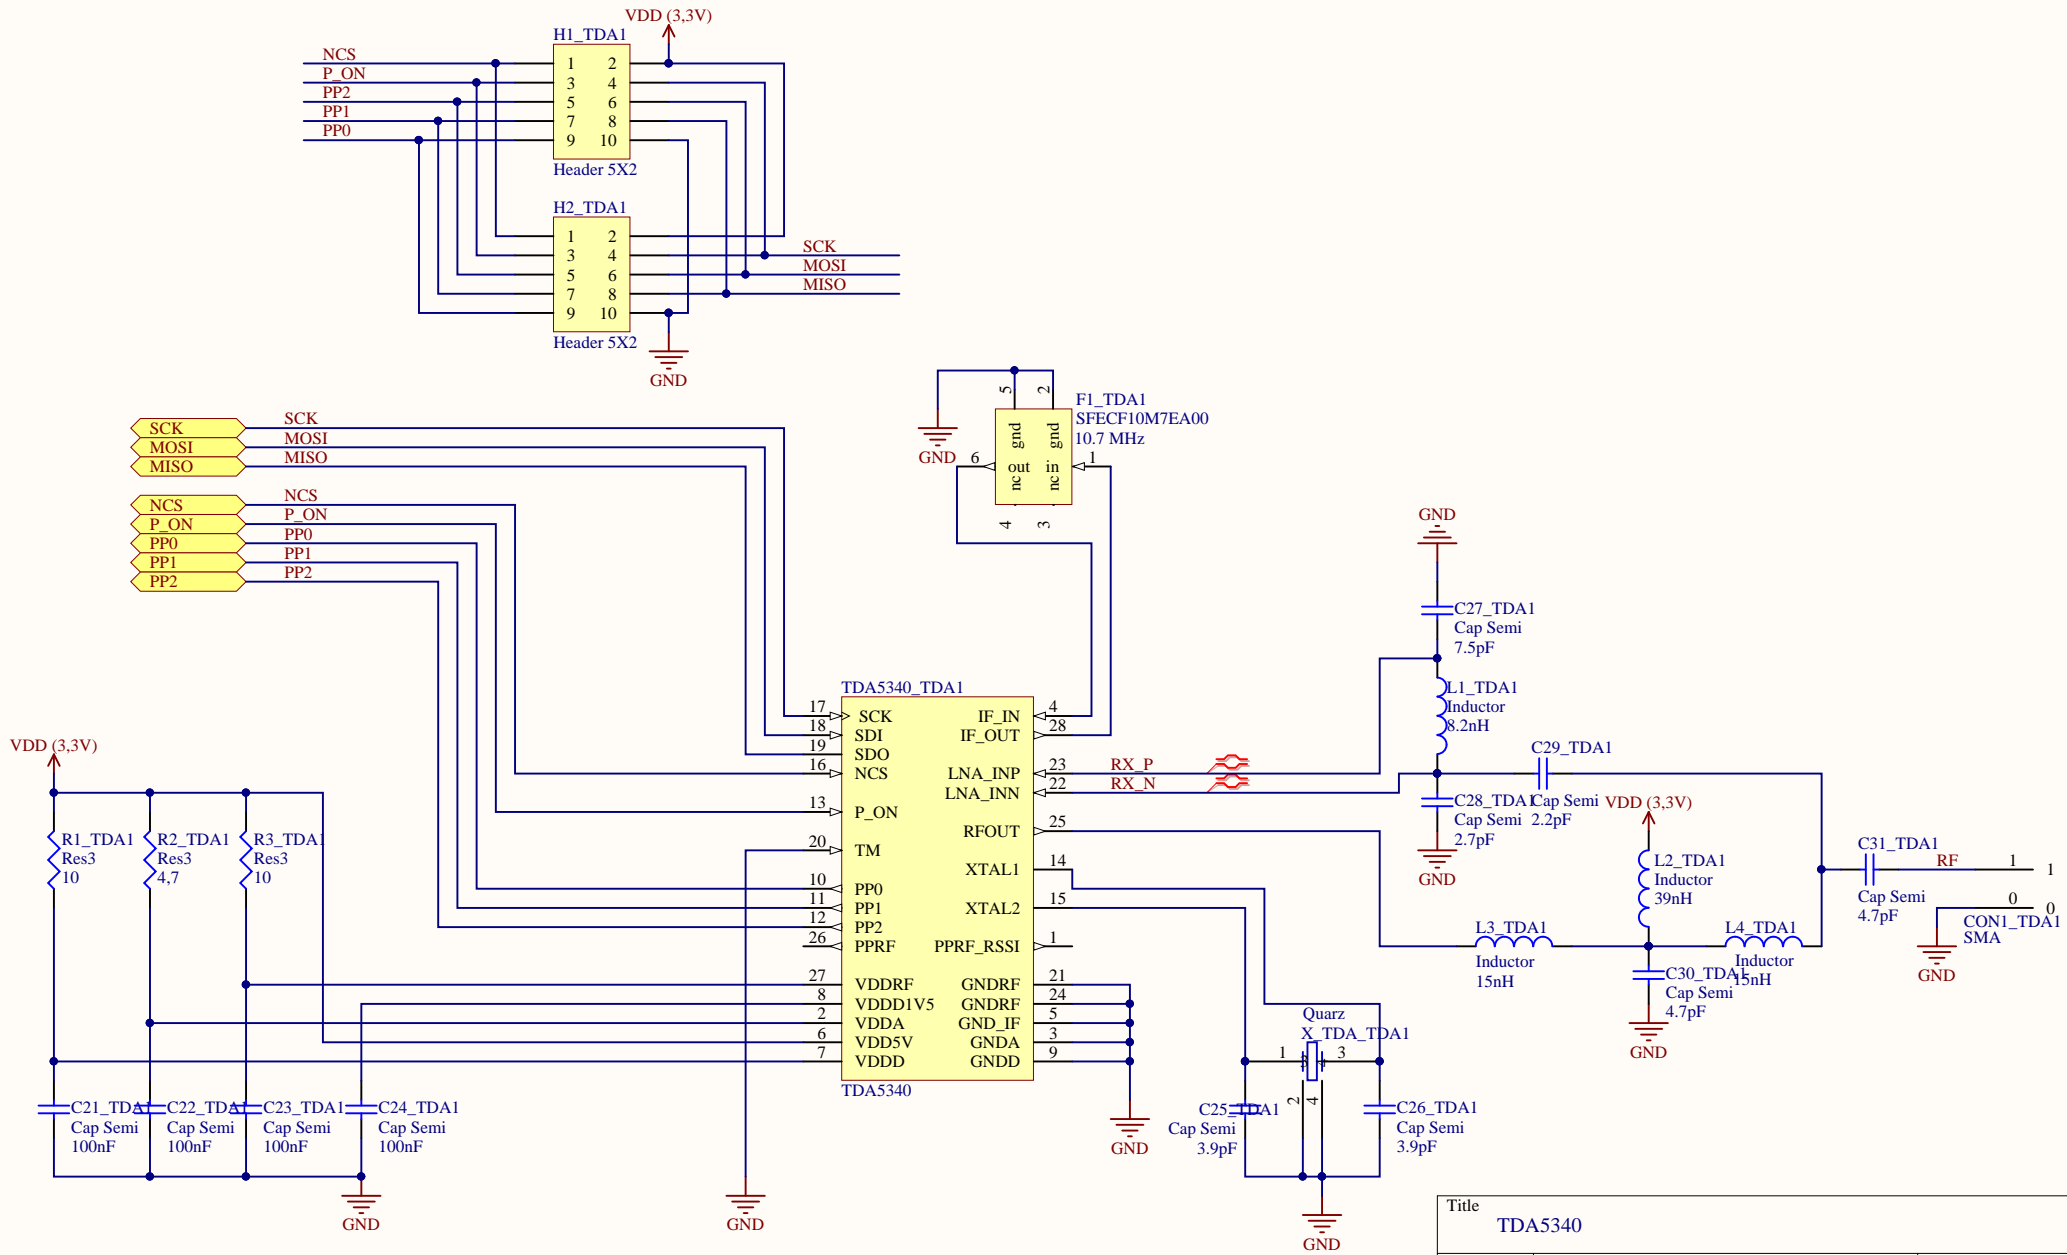 VDD (3,3V)
H1_TDA1
NCS
P_ON
PP2
PP1
PP0
1 2
3 4
5 6
7 8
9 10
Header 5X2
H2_TDA1
1 2
3 4
5 6
7 8
9 10
SCK
MOSI
MISO
Header 5X2
GND
SCK SCK
MOSI MOSI
MISO MISO
NCS NCS
P_ON P_ON
PP0 PP0
PP1 PP1
PP2 PP2
F1_TDA1
SFECF10M7EA00
10.7 MHz
5 2
gnd gnd
6 out in 1
nc nc
4 3
GND
GND
C27_TDA1
Cap Semi
7.5pF
L1_TDA1
Inductor
8.2nH
C29_TDA1
Cap Semi
2.2pF
C28_TDA1
Cap Semi
2.7pF
GND
TDA5340_TDA1
17 SCK
18 SDI
19 SDO
16 NCS
13 P_ON
20 TM
10 PP0
11 PP1
12 PP2
26 PPRF
27 VDDRF
8 VDDD1V5
2 VDDA
6 VDD5V
7 VDDD
IF_IN 4
IF_OUT 28
LNA_INP 23 RX_P
LNA_INN 22 RX_N
RFOUT 25
XTAL1 14
XTAL2 15
PPRF_RSSI 1
GNDRF 21
GNDRF 24
GND_IF 5
GNDA 3
GNDD 9
TDA5340
GND
VDD (3,3V)
R1_TDA1
Res3
10
R2_TDA1
Res3
4,7
R3_TDA1
Res3
10
C21_TDA1
Cap Semi
100nF
C22_TDA1
Cap Semi
100nF
C23_TDA1
Cap Semi
100nF
C24_TDA1
Cap Semi
100nF
GND
GND
VDD (3,3V)
L2_TDA1
Inductor
39nH
L3_TDA1
Inductor
15nH
L4_TDA1
Inductor
15nH
C30_TDA1
Cap Semi
4.7pF
GND
C31_TDA1
Cap Semi
4.7pF
RF 1 1
0 0
CON1_TDA1
SMA
GND
Quarz
X_TDA_TDA1
1 3
2 4
C25_TDA1
Cap Semi
3.9pF
C26_TDA1
Cap Semi
3.9pF
GND
Title
TDA5340